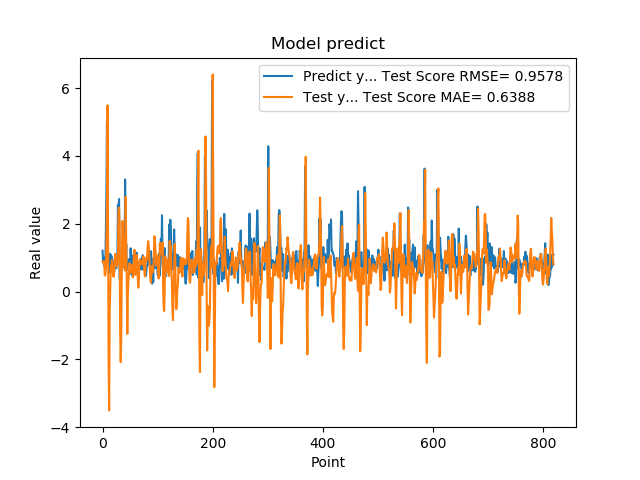 Model predict
Predict y... Test Score RMSE= 0.9578
Test y... Test Score MAE= 0.6388
Real value
6
4
2
0
−2
−4
0 200 400 600 800
Point